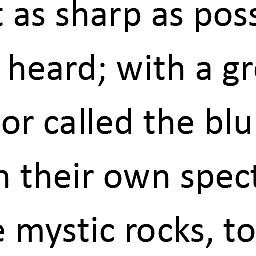 as sharp as poss
heard; with a gr
or called the blu
their own spect
mystic rocks, to